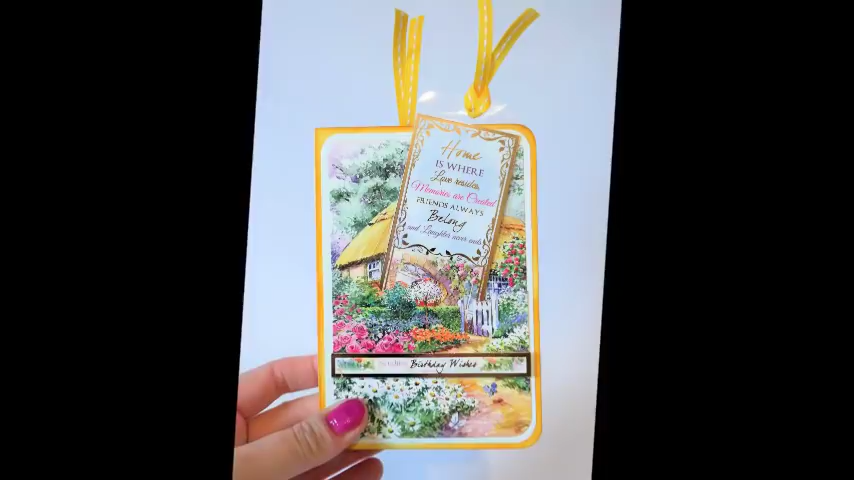 Home
IS WHERE
Love resides
Memories are Created
FRIENDS ALWAYS
Belong
and Laughter never ends
Birthday Wishes